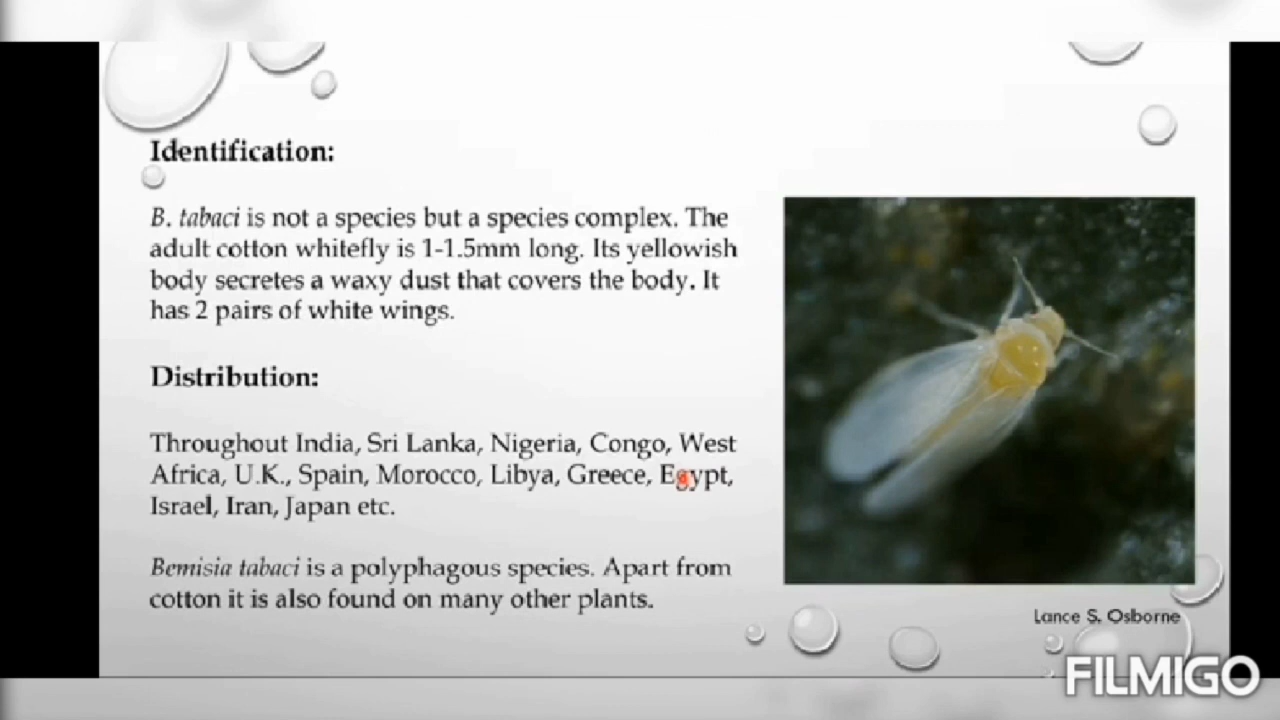 Identification:
B. tabaci is not a species but a species complex. The
adult cotton whitefly is 1-1.5mm long. Its yellowish
body secretes a waxy dust that covers the body. It
has 2 pairs of white wings.
Distribution:
Throughout India, Sri Lanka, Nigeria, Congo, West
Africa, U.K., Spain, Morocco, Libya, Greece, Egypt,
Israel, Iran, Japan etc.
Bemisia tabaci is a polyphagous species. Apart from
cotton it is also found on many other plants.
Lance S. Osborne
FILMIGO